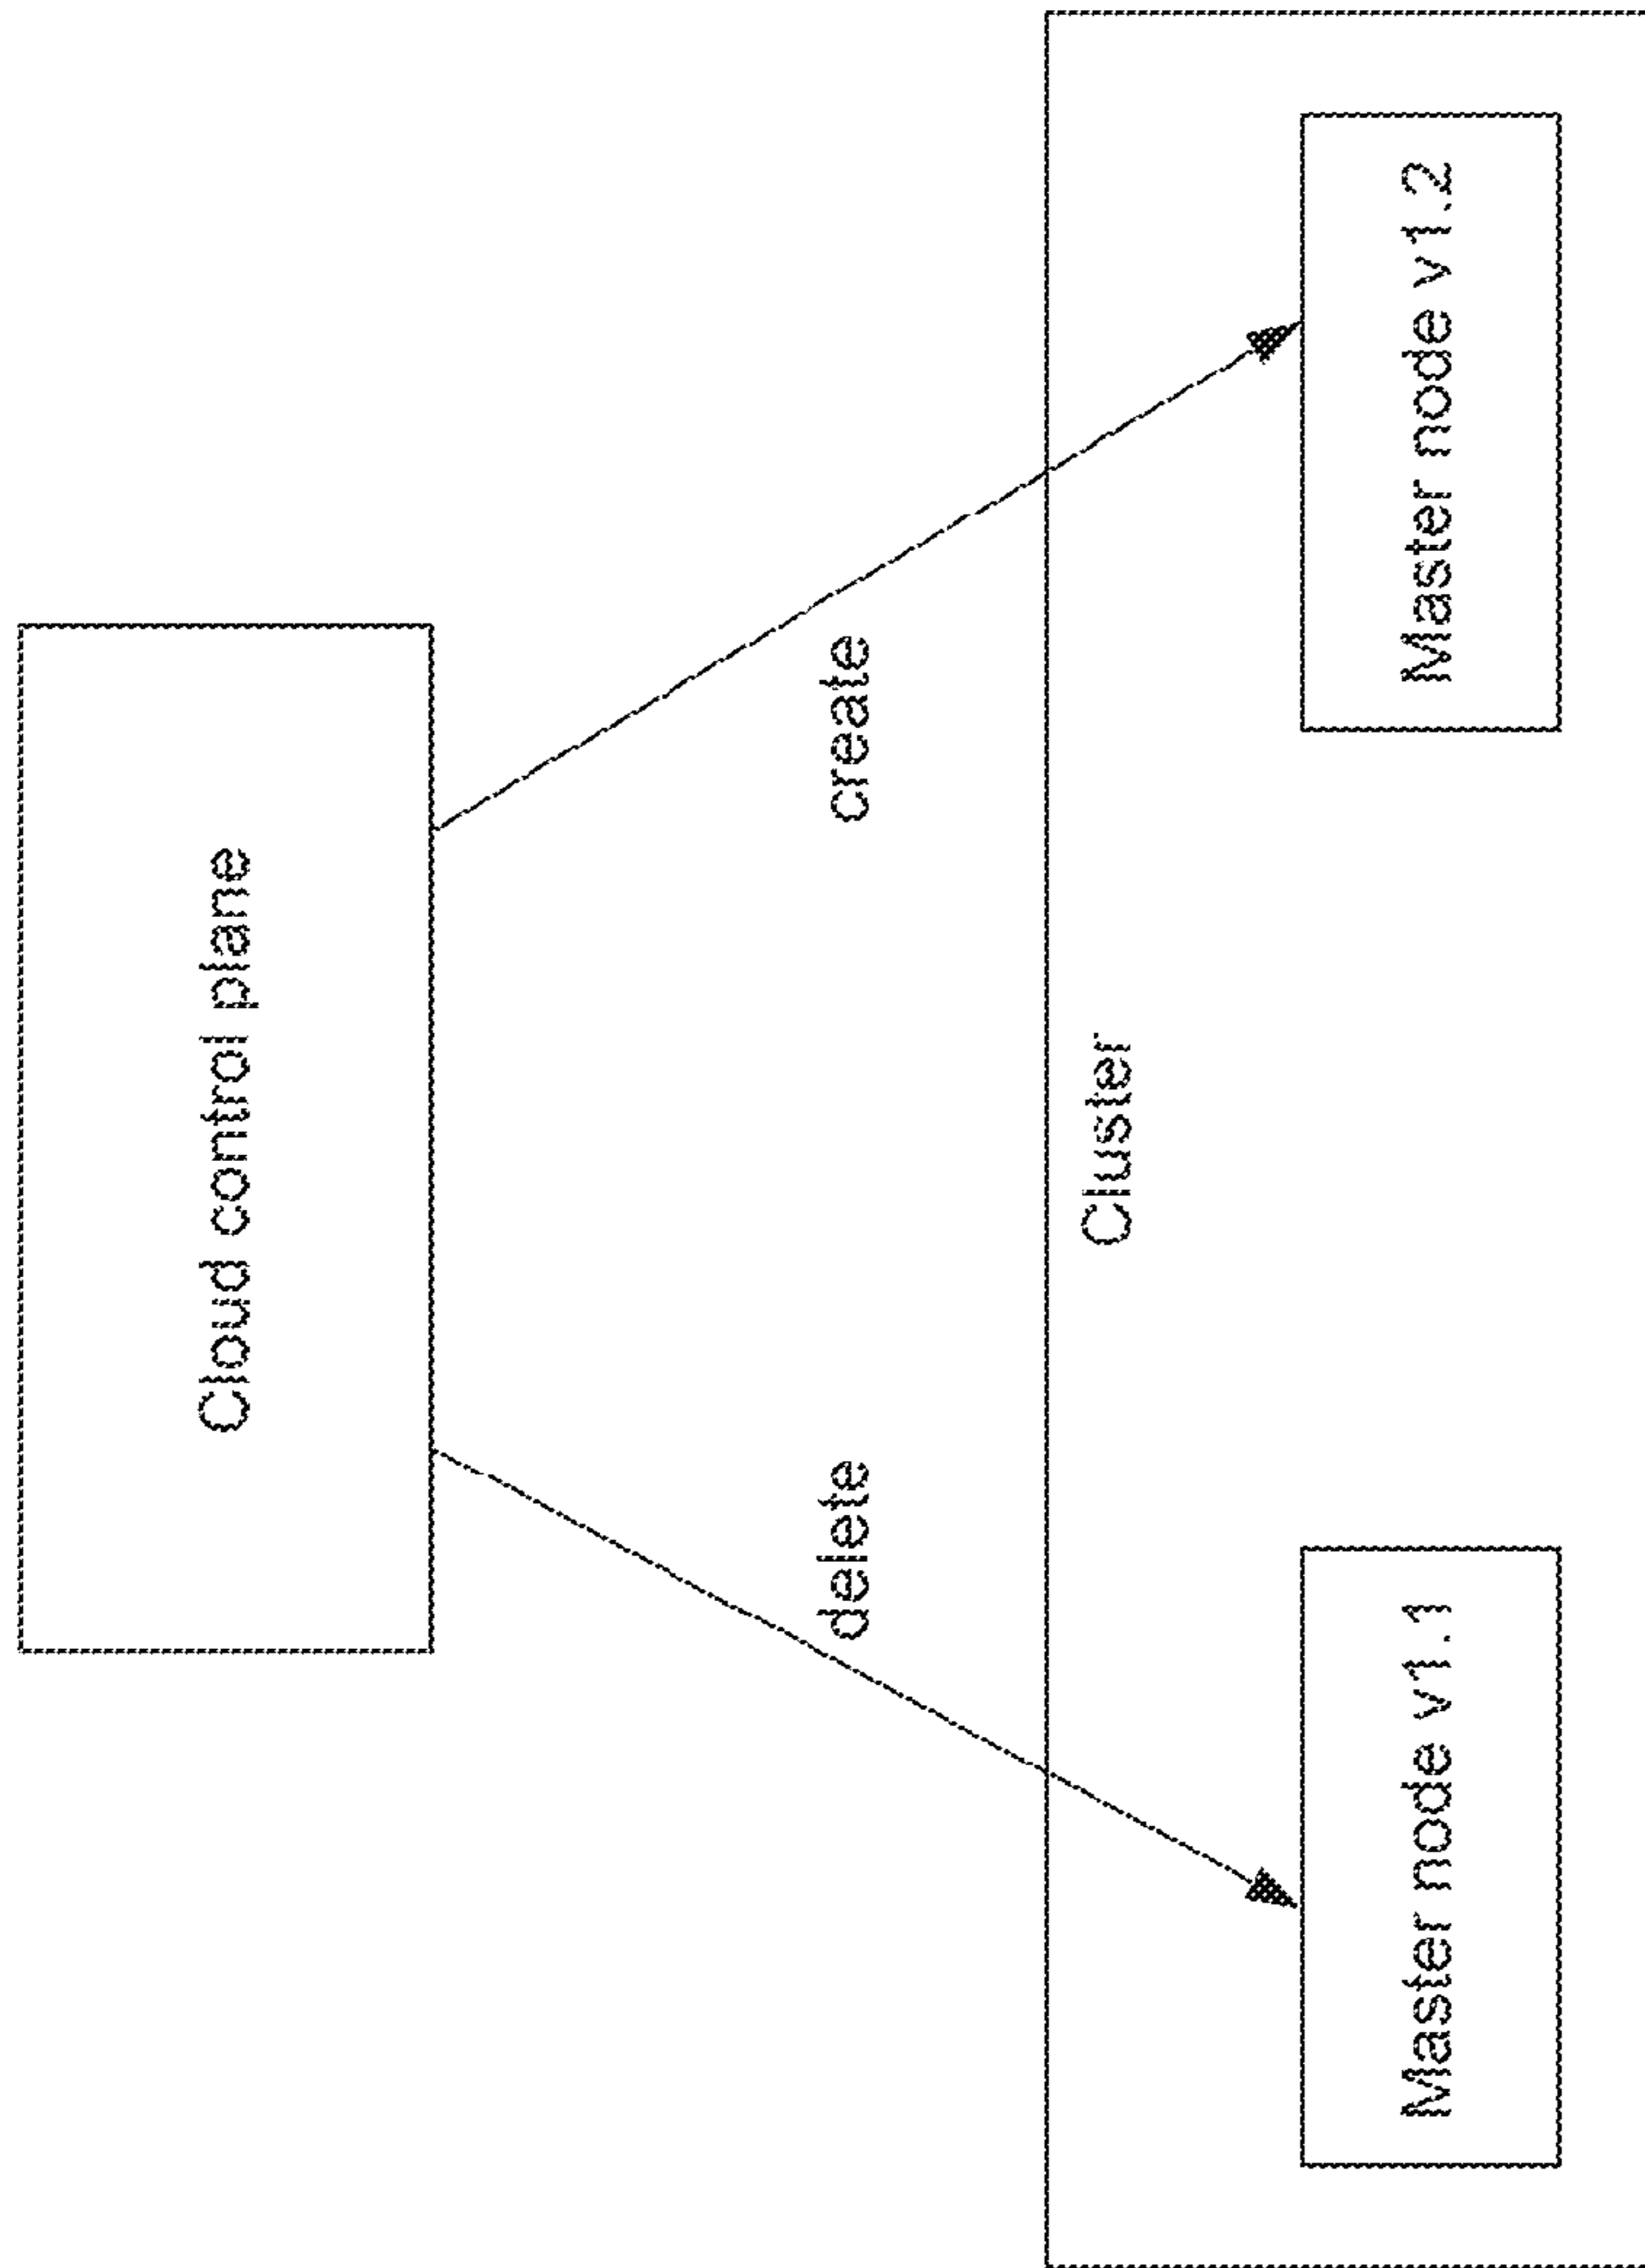 Cloud control plane
delete
create
Cluster
Master node v1.1
Master node v1.2